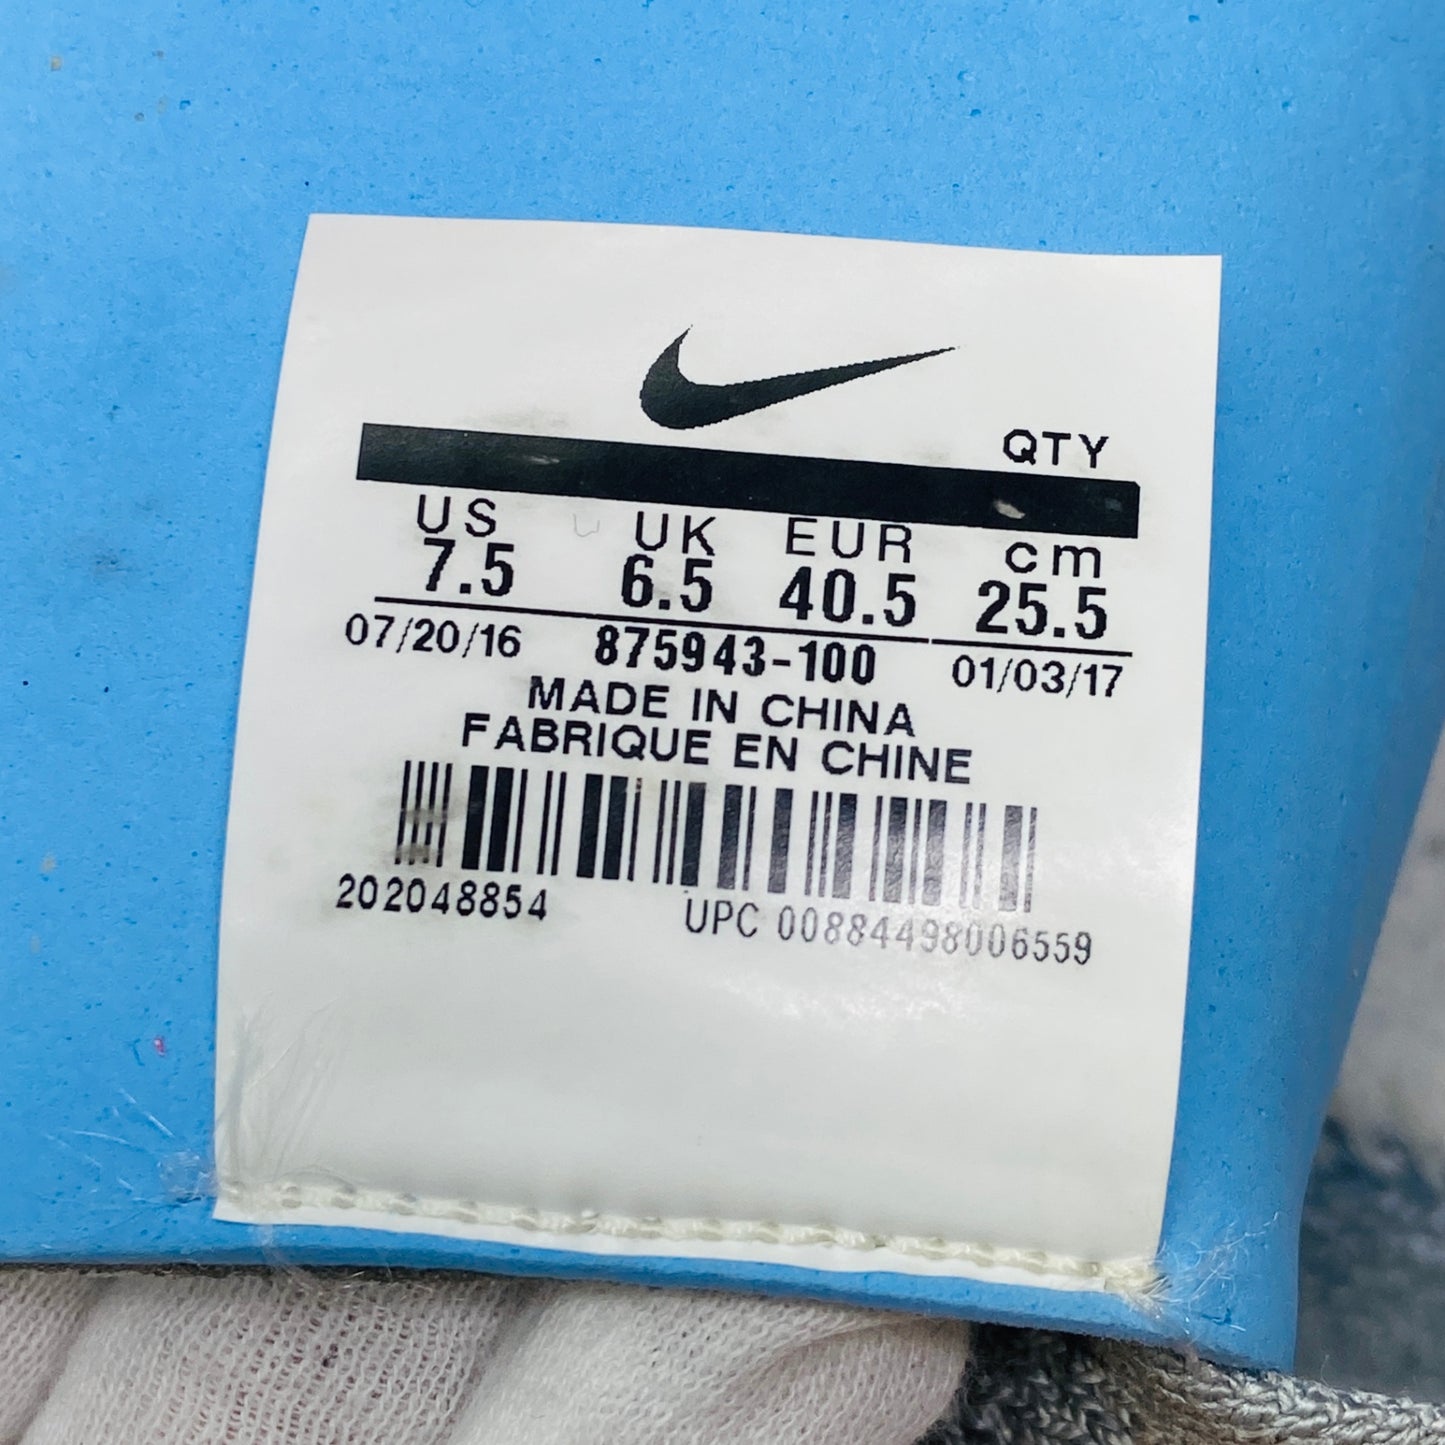 QTY
US UK EUR cm
7.5 6.5 40.5 25.5
07/20/16 875943-100 01/03/17
MADE IN CHINA
FABRIQUE EN CHINE
202048854 UPC 00884498006559